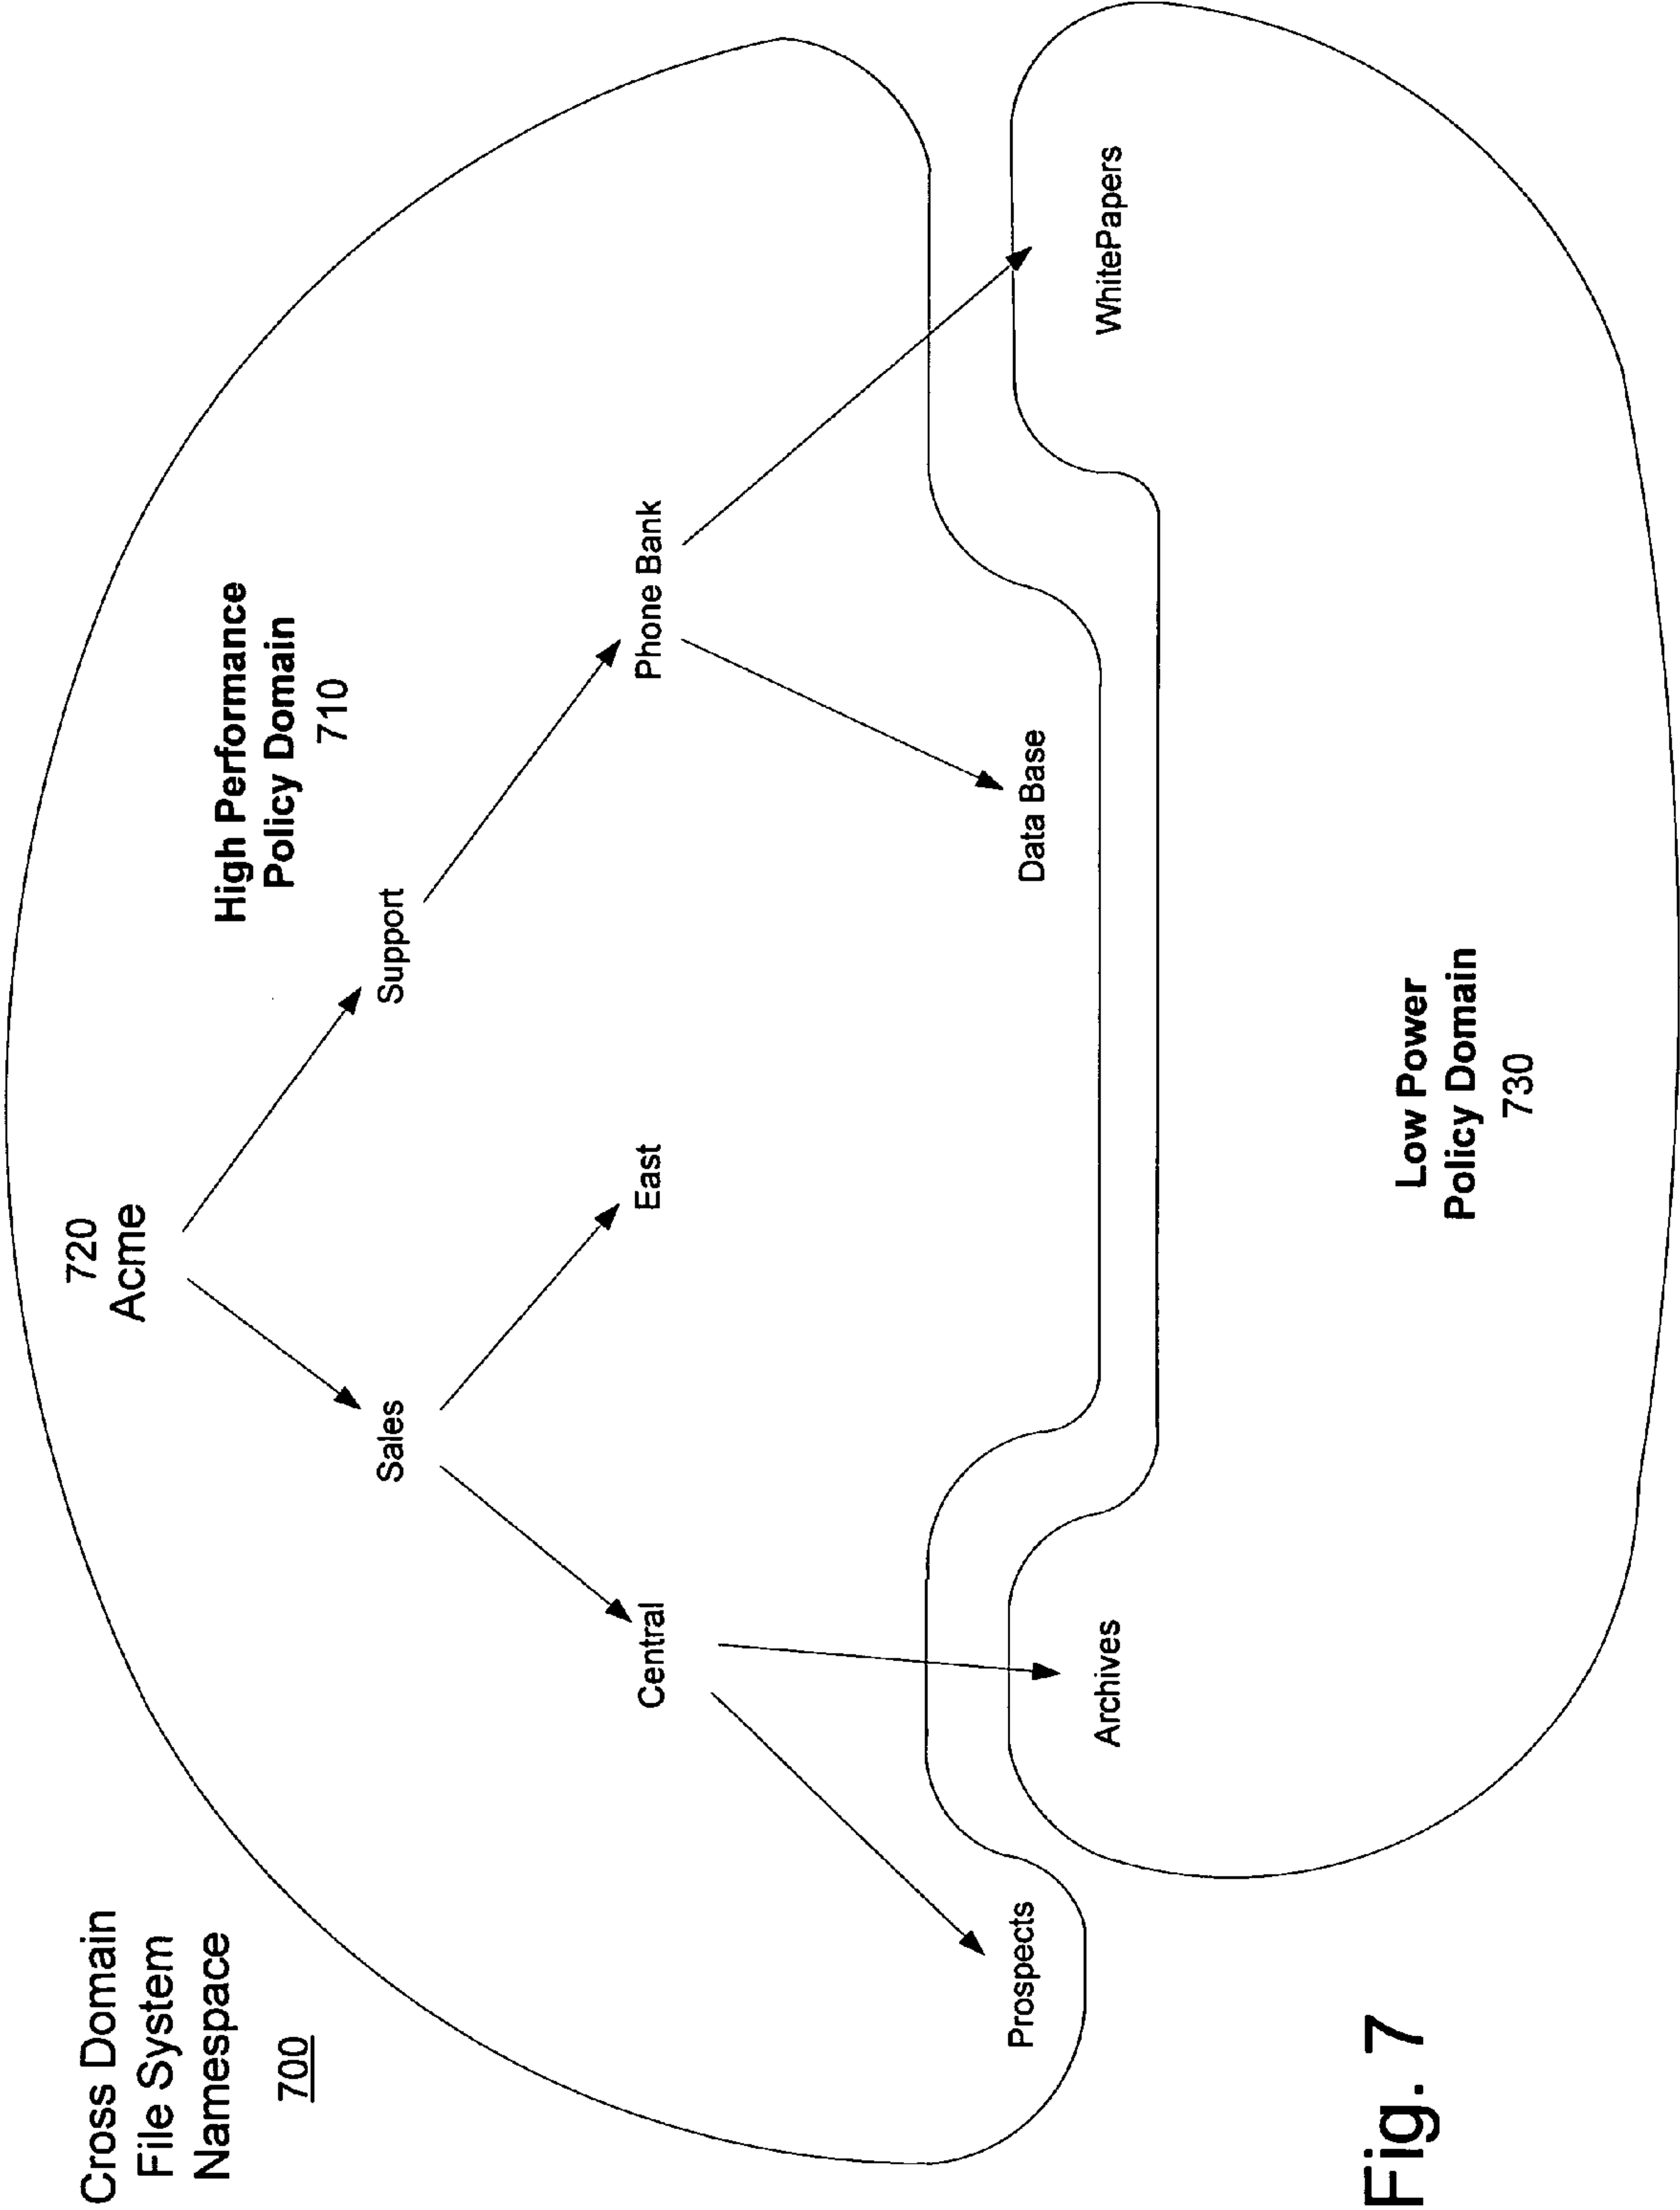 Cross Domain
File System
Namespace
700
720
Acme
High Performance
Policy Domain
710
Sales
Support
Central
East
Phone Bank
Prospects
Data Base
Archives
WhitePapers
Low Power
Policy Domain
730
Fig. 7